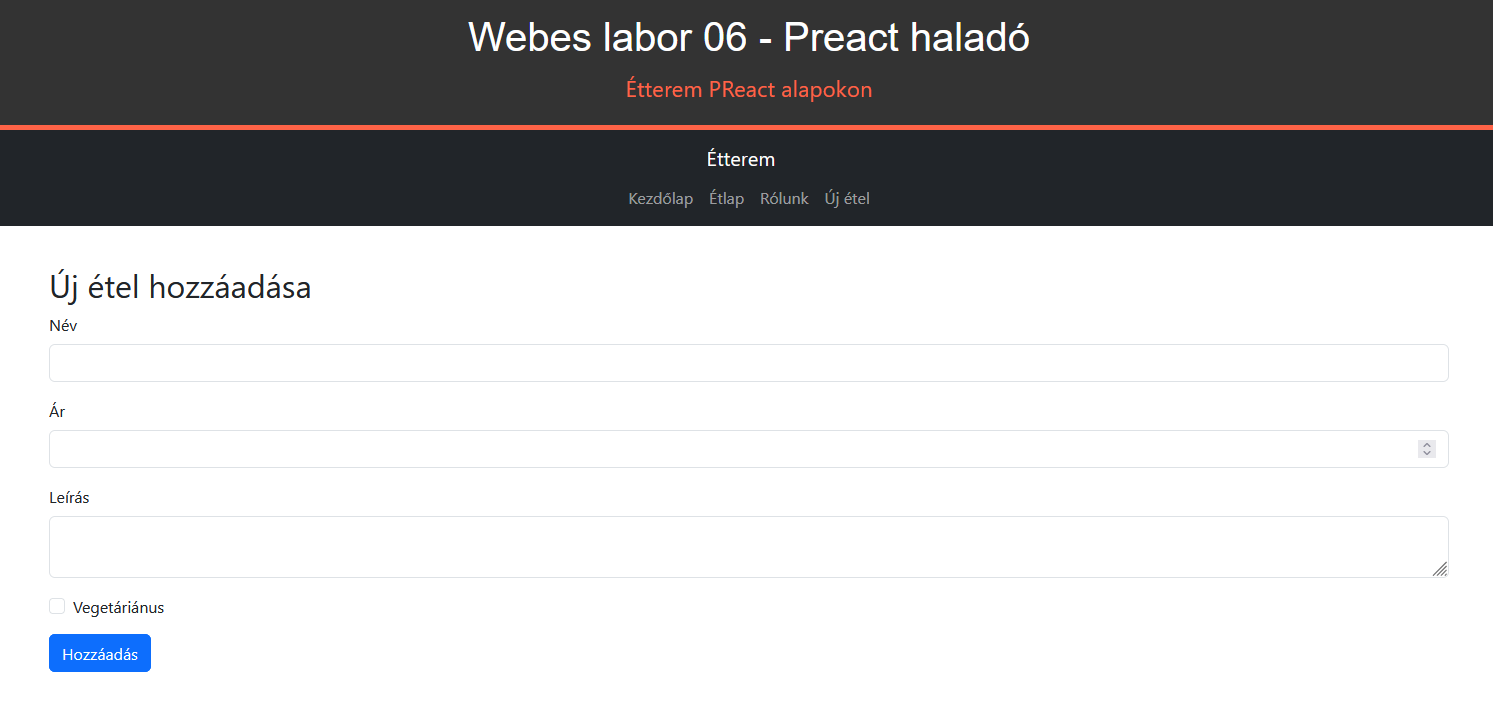 Webes labor 06 - Preact haladó
Étterem PReact alapokon
Étterem
Kezdőlap Étlap Rólunk Új étel
Új étel hozzáadása
Név
Ár
Leírás
Vegetáriánus
Hozzáadás